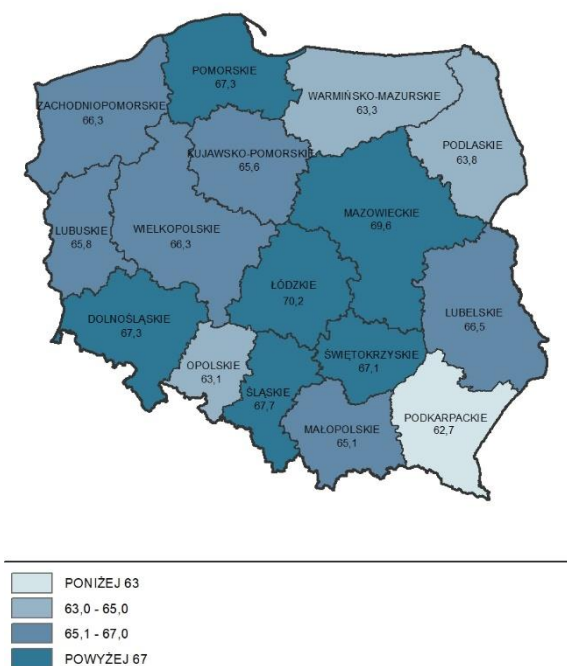 POMORSKIE
67,3
WARMIŃSKO-MAZURSKIE
63,3
ZACHODNIOPOMORSKIE
66,3
PODLASKIE
63,8
KUJAWSKO-POMORSKIE
65,6
MAZOWIECKIE
69,6
LUBUSKIE
65,8
WIELKOPOLSKIE
66,3
ŁÓDZKIE
70,2
LUBELSKIE
66,5
DOLNOŚLĄSKIE
67,3
ŚWIĘTOKRZYSKIE
67,1
OPOLSKIE
63,1
ŚLĄSKIE
67,7
PODKARPACKIE
62,7
MAŁOPOLSKIE
65,1
PONIŻEJ 63
63,0 - 65,0
65,1 - 67,0
POWYŻEJ 67